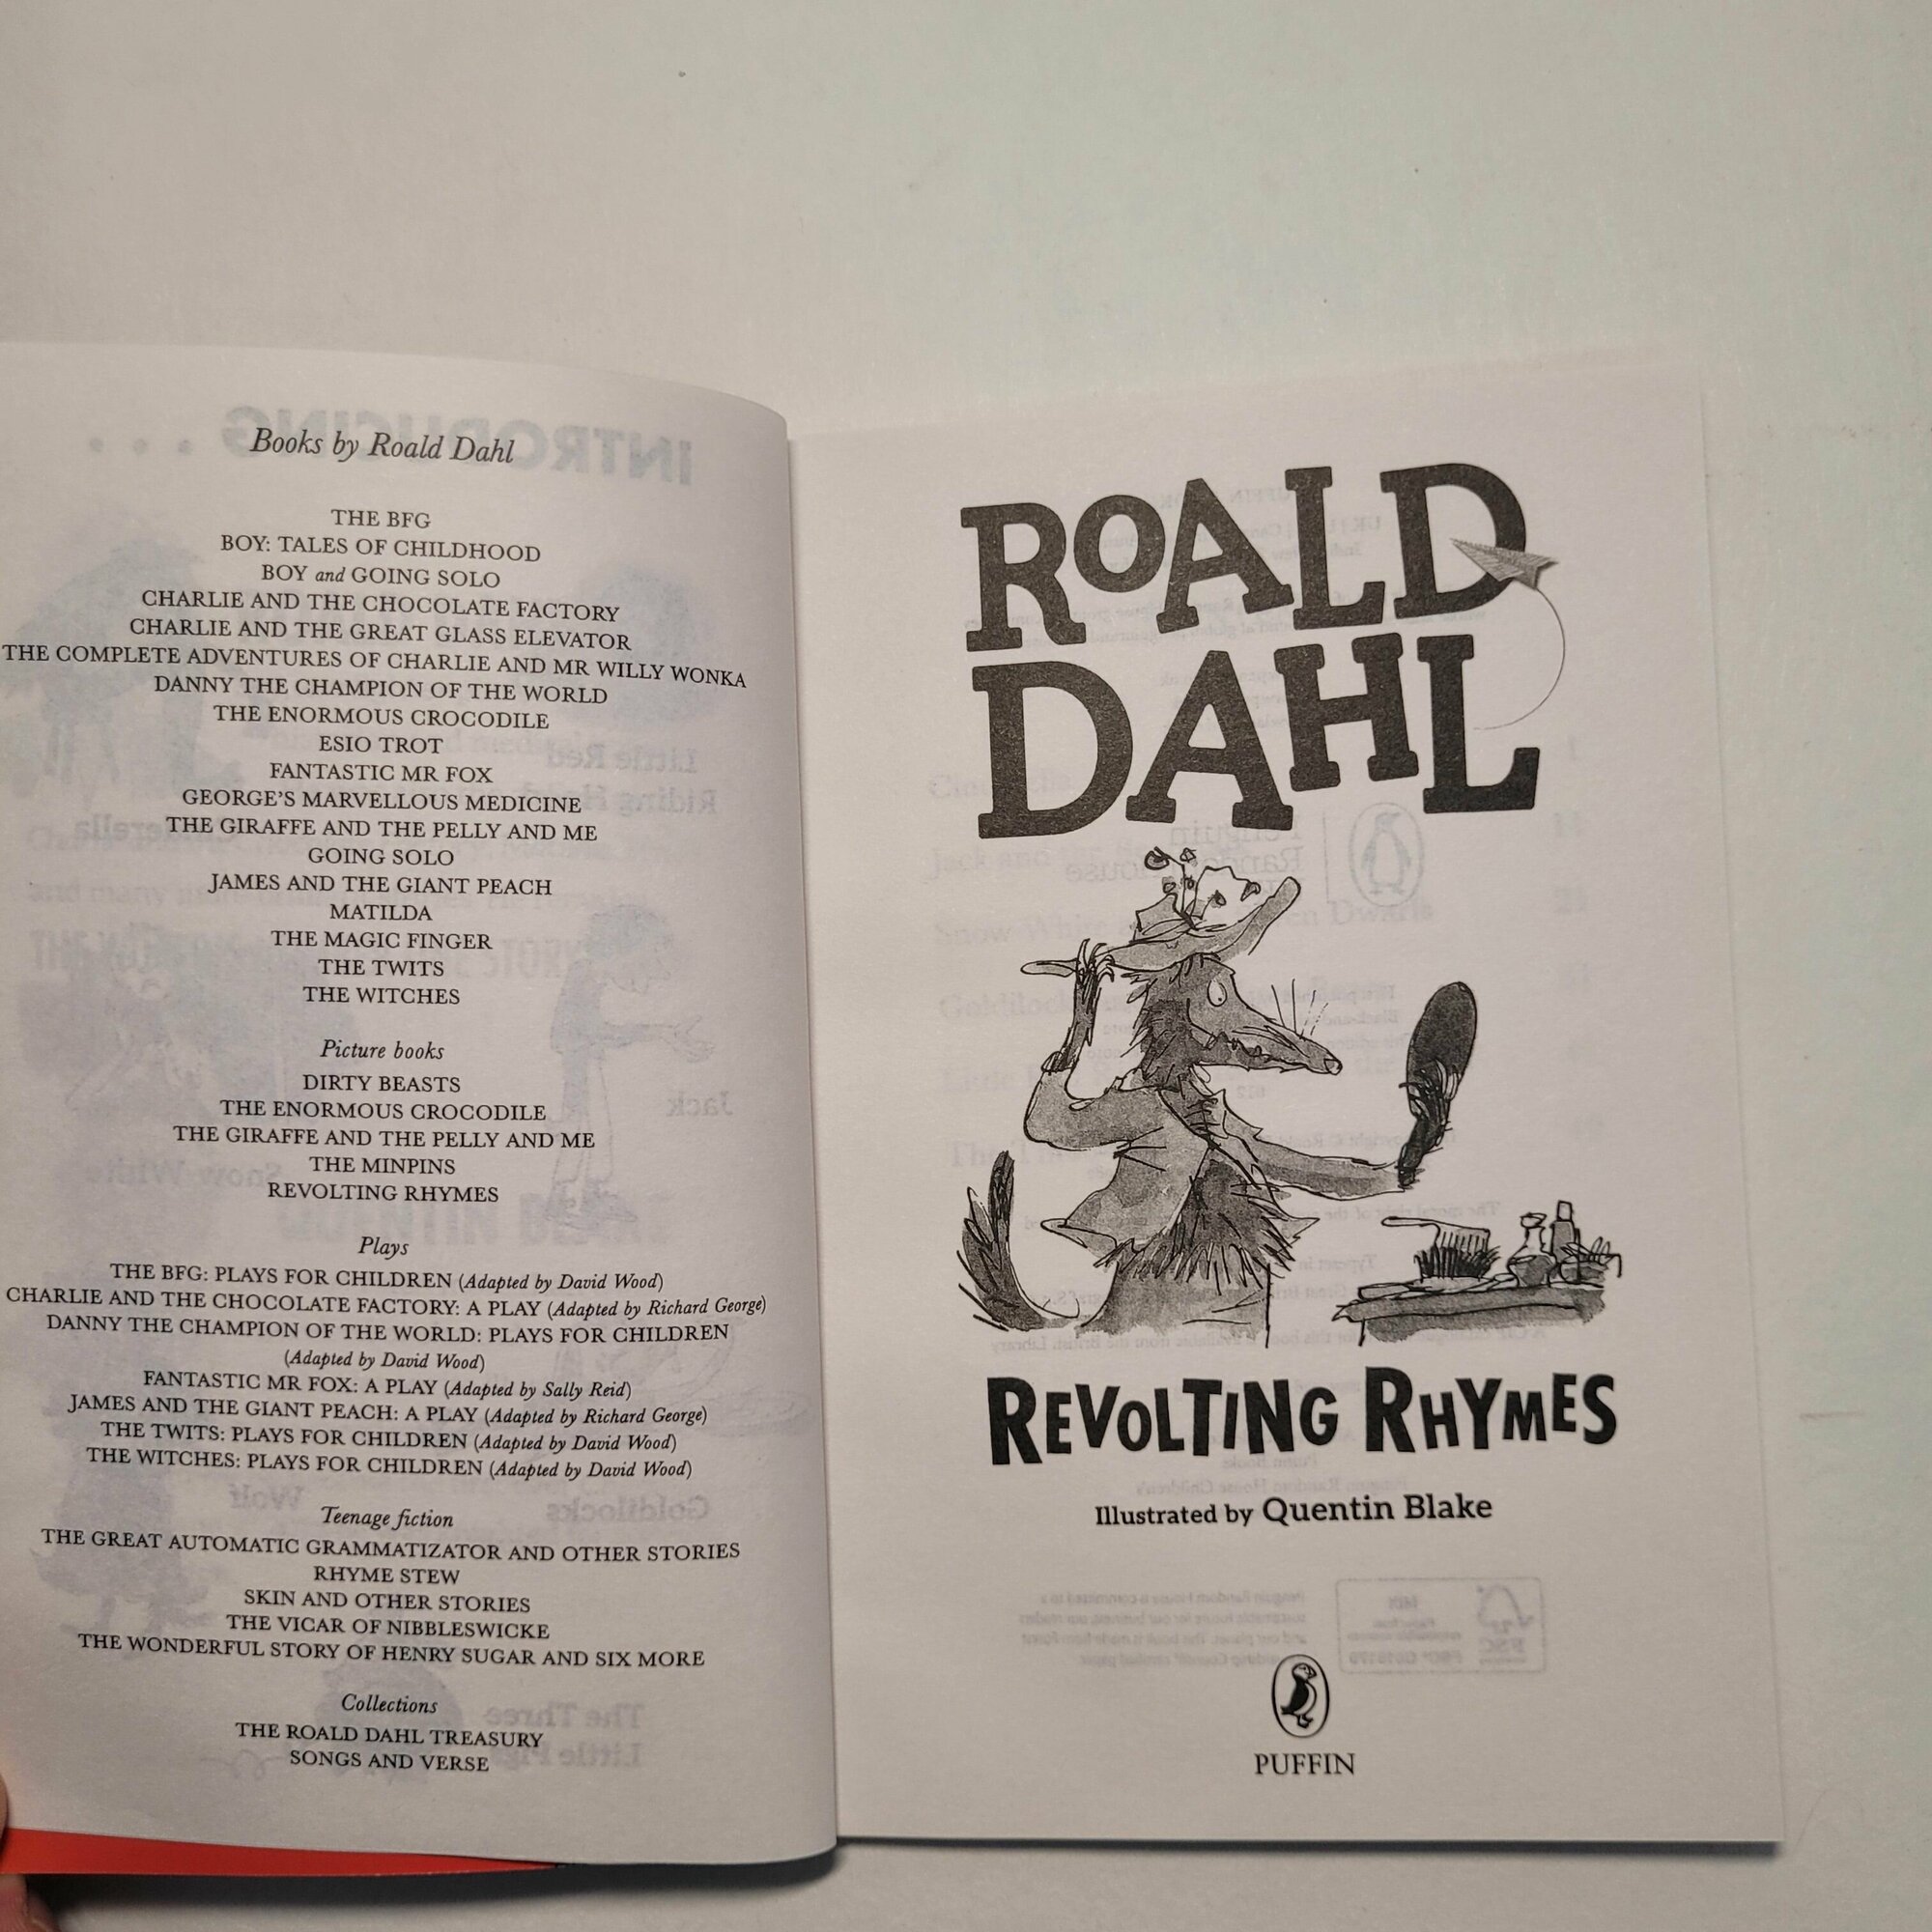 Books by Roald Dahl
THE BFG
BOY: TALES OF CHILDHOOD
BOY and GOING SOLO
CHARLIE AND THE CHOCOLATE FACTORY
CHARLIE AND THE GREAT GLASS ELEVATOR
THE COMPLETE ADVENTURES OF CHARLIE AND MR WILLY WONKA
DANNY THE CHAMPION OF THE WORLD
THE ENORMOUS CROCODILE
ESIO TROT
FANTASTIC MR FOX
GEORGE'S MARVELLOUS MEDICINE
THE GIRAFFE AND THE PELLY AND ME
GOING SOLO
JAMES AND THE GIANT PEACH
MATILDA
THE MAGIC FINGER
THE TWITS
THE WITCHES
Picture books
DIRTY BEASTS
THE ENORMOUS CROCODILE
THE GIRAFFE AND THE PELLY AND ME
THE MINPINS
REVOLTING RHYMES
Plays
THE BFG: PLAYS FOR CHILDREN (Adapted by David Wood)
CHARLIE AND THE CHOCOLATE FACTORY: A PLAY (Adapted by Richard George)
DANNY THE CHAMPION OF THE WORLD: PLAYS FOR CHILDREN
(Adapted by David Wood)
FANTASTIC MR FOX: A PLAY (Adapted by Sally Reid)
JAMES AND THE GIANT PEACH: A PLAY (Adapted by Richard George)
THE TWITS: PLAYS FOR CHILDREN (Adapted by David Wood)
THE WITCHES: PLAYS FOR CHILDREN (Adapted by David Wood)
Teenage fiction
THE GREAT AUTOMATIC GRAMMATIZATOR AND OTHER STORIES
RHYME STEW
SKIN AND OTHER STORIES
THE VICAR OF NIBBLESWICKE
THE WONDERFUL STORY OF HENRY SUGAR AND SIX MORE
Collections
THE ROALD DAHL TREASURY
SONGS AND VERSE
ROALD
DAHL
REVOLTING RHYMES
Illustrated by Quentin Blake
PUFFIN